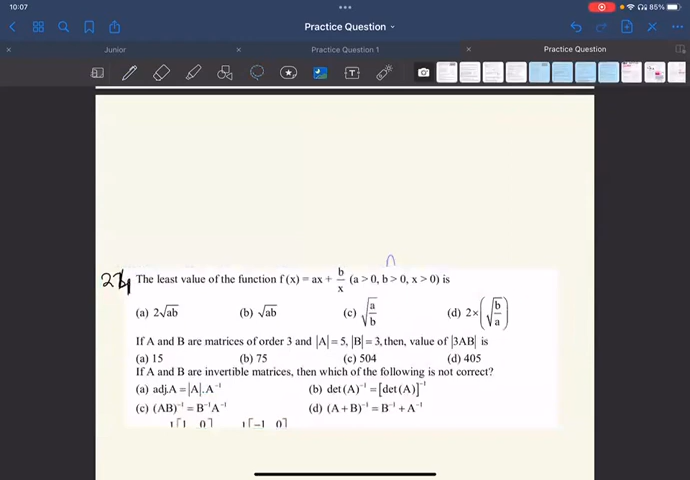 10:07
85%
Practice Question
Junior
Practice Question 1
Practice Question
The least value of the function f (x) = ax + b/x (a > 0, b > 0, x > 0) is
(a) 2√ab (b) √ab (c) √(a/b) (d) 2×(√(b/a))
If A and B are matrices of order 3 and |A| = 5, |B| = 3, then, value of |3AB| is
(a) 15 (b) 75 (c) 504 (d) 405
If A and B are invertible matrices, then which of the following is not correct?
(a) adj.A = |A|.A⁻¹ (b) det (A)⁻¹ = [det (A)]⁻¹
(c) (AB)⁻¹ = B⁻¹A⁻¹ (d) (A + B)⁻¹ = B⁻¹ + A⁻¹